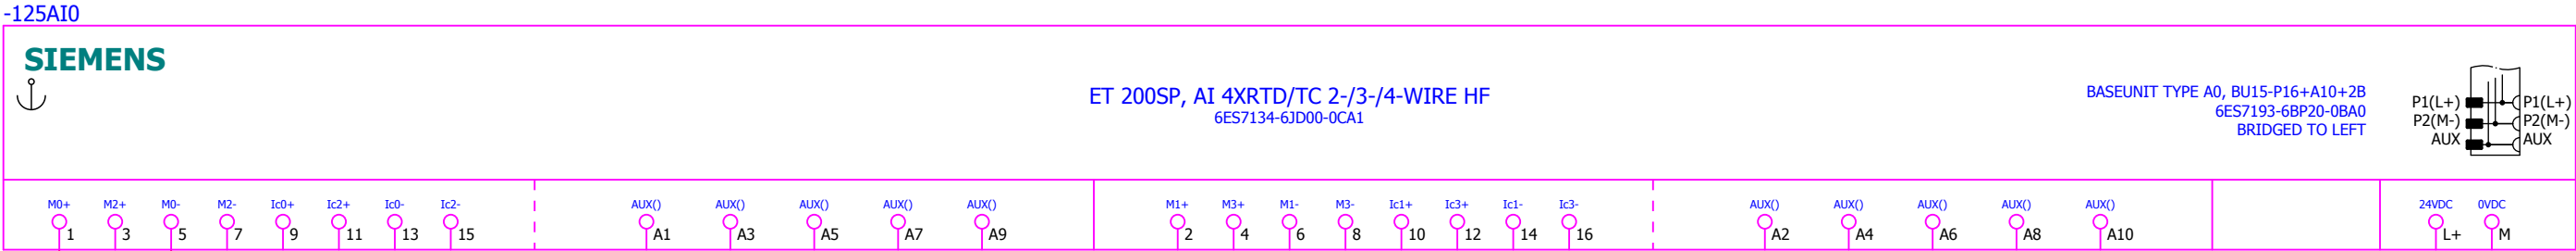 -125AI0
SIEMENS
ET 200SP, AI 4XRTD/TC 2-/3-/4-WIRE HF
6ES7134-6JD00-0CA1
BASEUNIT TYPE A0, BU15-P16+A10+2B
6ES7193-6BP20-0BA0
BRIDGED TO LEFT
P1(L+) P1(L+)
P2(M-) P2(M-)
AUX AUX
M0+ M2+ M0- M2- Ic0+ Ic2+ Ic0- Ic2- AUX() AUX() AUX() AUX() AUX() M1+ M3+ M1- M3- Ic1+ Ic3+ Ic1- Ic3- AUX() AUX() AUX() AUX() AUX() 24VDC 0VDC
1 3 5 7 9 11 13 15 A1 A3 A5 A7 A9 2 4 6 8 10 12 14 16 A2 A4 A6 A8 A10 L+ M